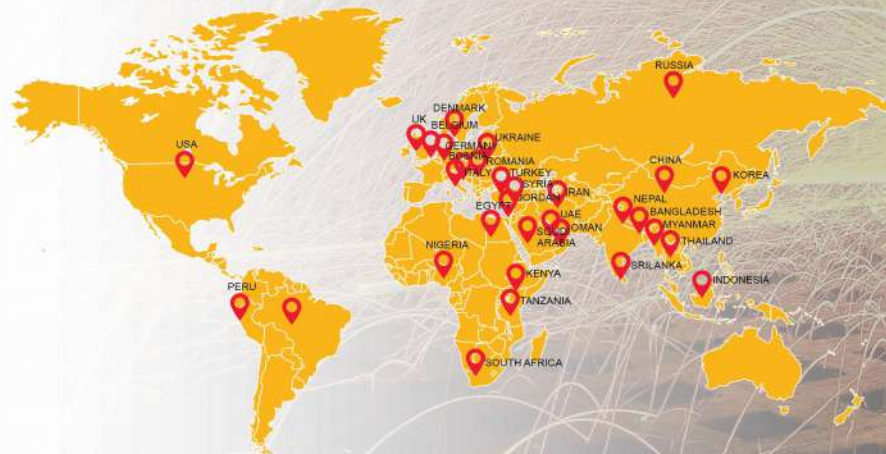 RUSSIA
DENMARK
UK
BELGIUM
UKRAINE
USA
GERMANY
BOSNIA
ROMANIA
CHINA
ITALY
TURKEY
KOREA
SYRIA
IRAN
JORDAN
NEPAL
EGYPT
UAE
BANGLADESH
OMAN
MYANMAR
SAUDI
ARABIA
THAILAND
NIGERIA
SRILANKA
KENYA
INDONESIA
PERU
TANZANIA
SOUTH AFRICA